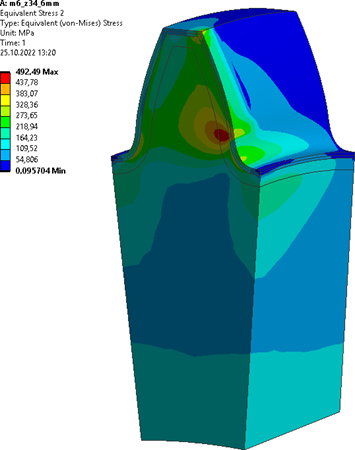 A: m6_z34_6mm
Equivalent Stress 2
Type: Equivalent (von-Mises) Stress
Unit: MPa
Time: 1
25.10.2022 13:20
492,49 Max
437,78
383,07
328,36
273,65
218,94
164,23
109,52
54,806
0,095704 Min